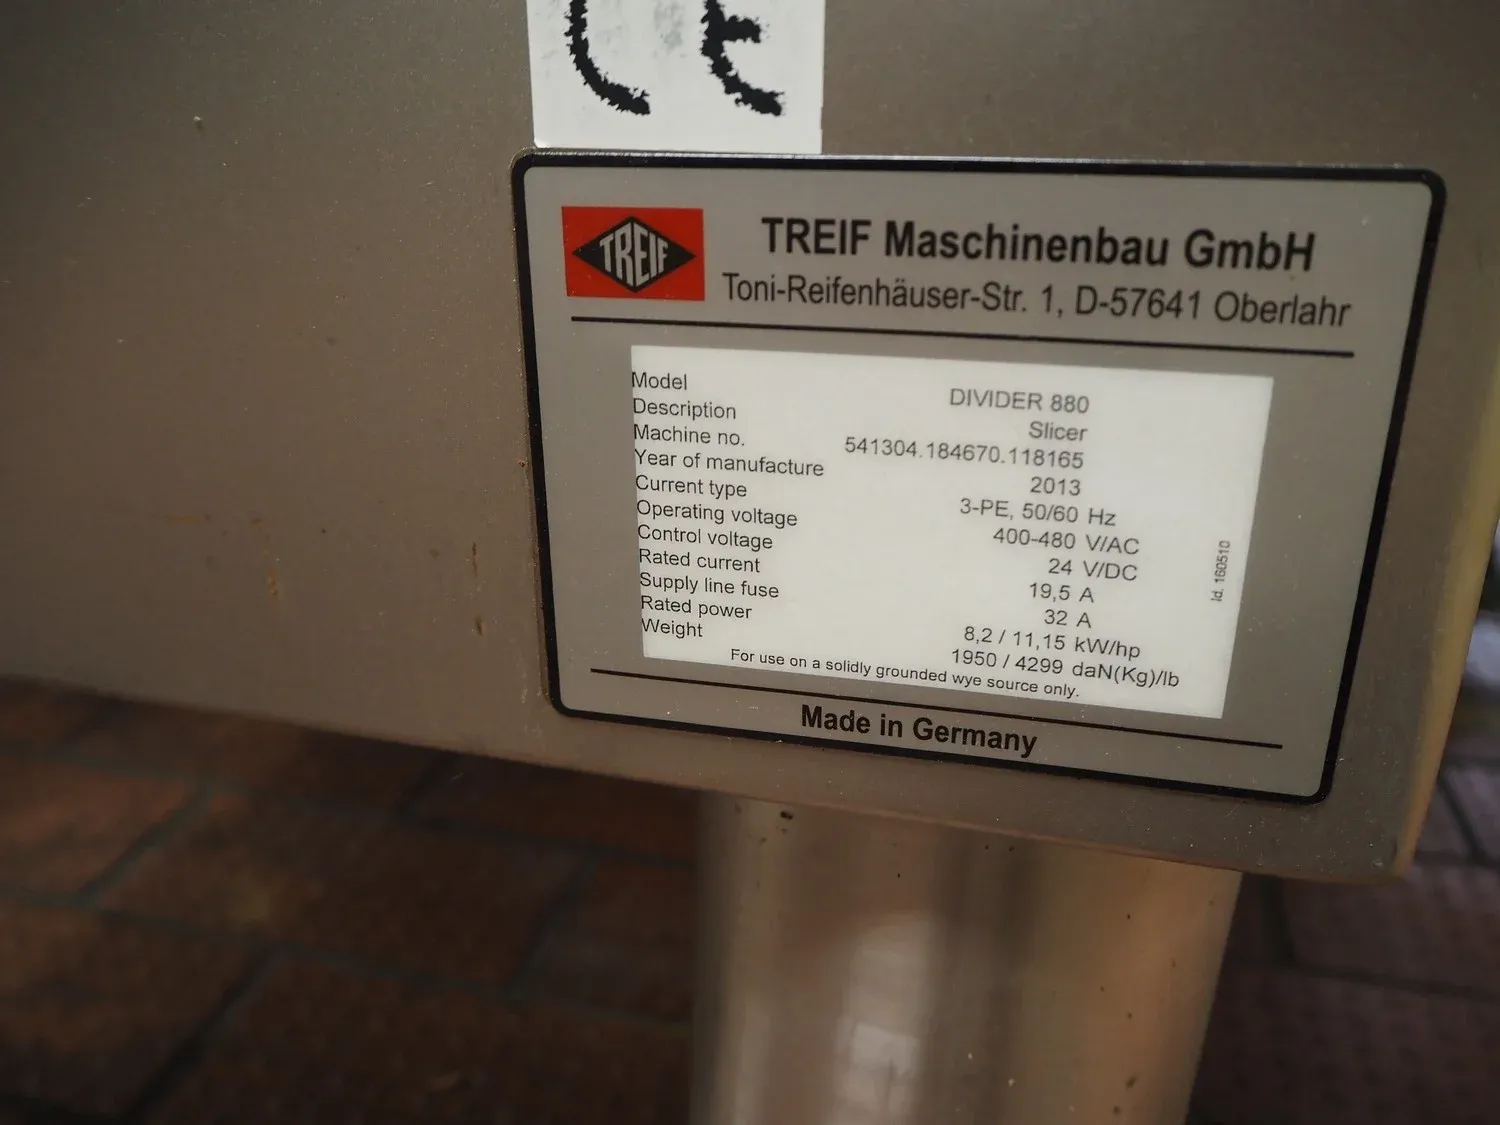 CE
TREIF
TREIF Maschinenbau GmbH
Toni-Reifenhäuser-Str. 1, D-57641 Oberlahr
Model DIVIDER 880
Description Slicer
Machine no. 541304.184670.118165
Year of manufacture 2013
Current type 3-PE, 50/60 Hz
Operating voltage 400-480 V/AC
Control voltage 24 V/DC
Rated current 19,5 A
Supply line fuse 32 A
Rated power 8,2 / 11,15 kW/hp
Weight 1950 / 4299 daN(Kg)/lb
For use on a solidly grounded wye source only.
Id. 160510
Made in Germany